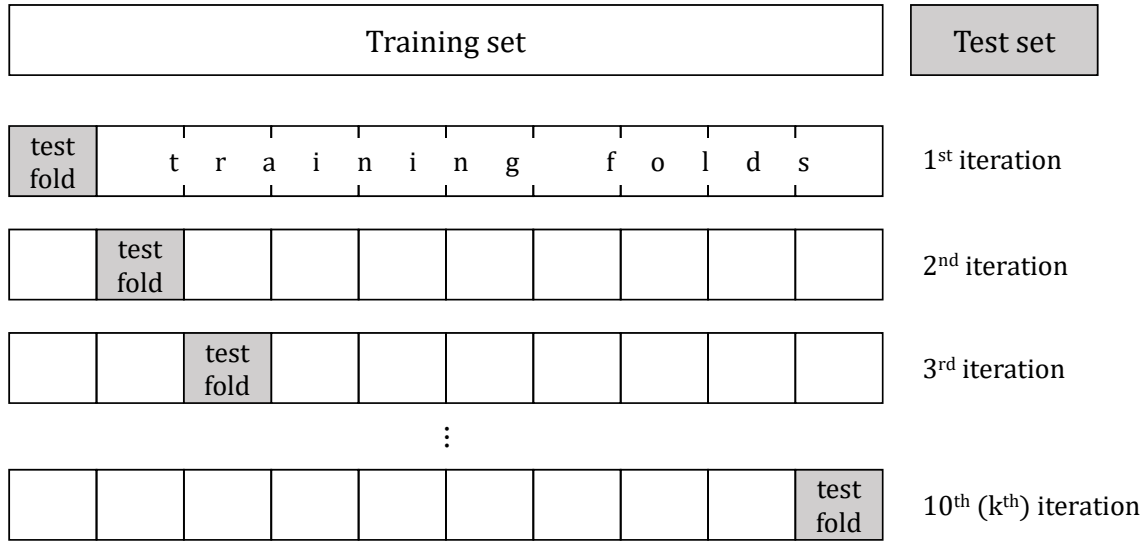 Training set
Test set
test
fold
t r a i n i n g f o l d s
1st iteration
test
fold
2nd iteration
test
fold
3rd iteration
⋮
test
fold
10th (kth) iteration